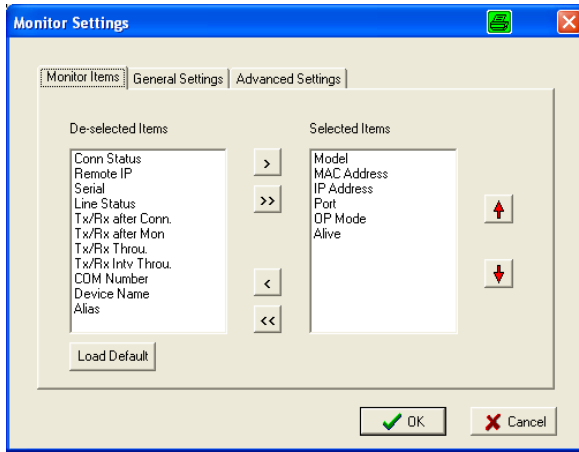 Monitor Settings
Monitor Items General Settings Advanced Settings
De-selected Items
Conn Status
Remote IP
Serial
Line Status
Tx/Rx after Conn.
Tx/Rx after Mon
Tx/Rx Throu.
Tx/Rx Intv Throu.
COM Number
Device Name
Alias
>
>>
<
<<
Selected Items
Model
MAC Address
IP Address
Port
OP Mode
Alive
Load Default
OK Cancel